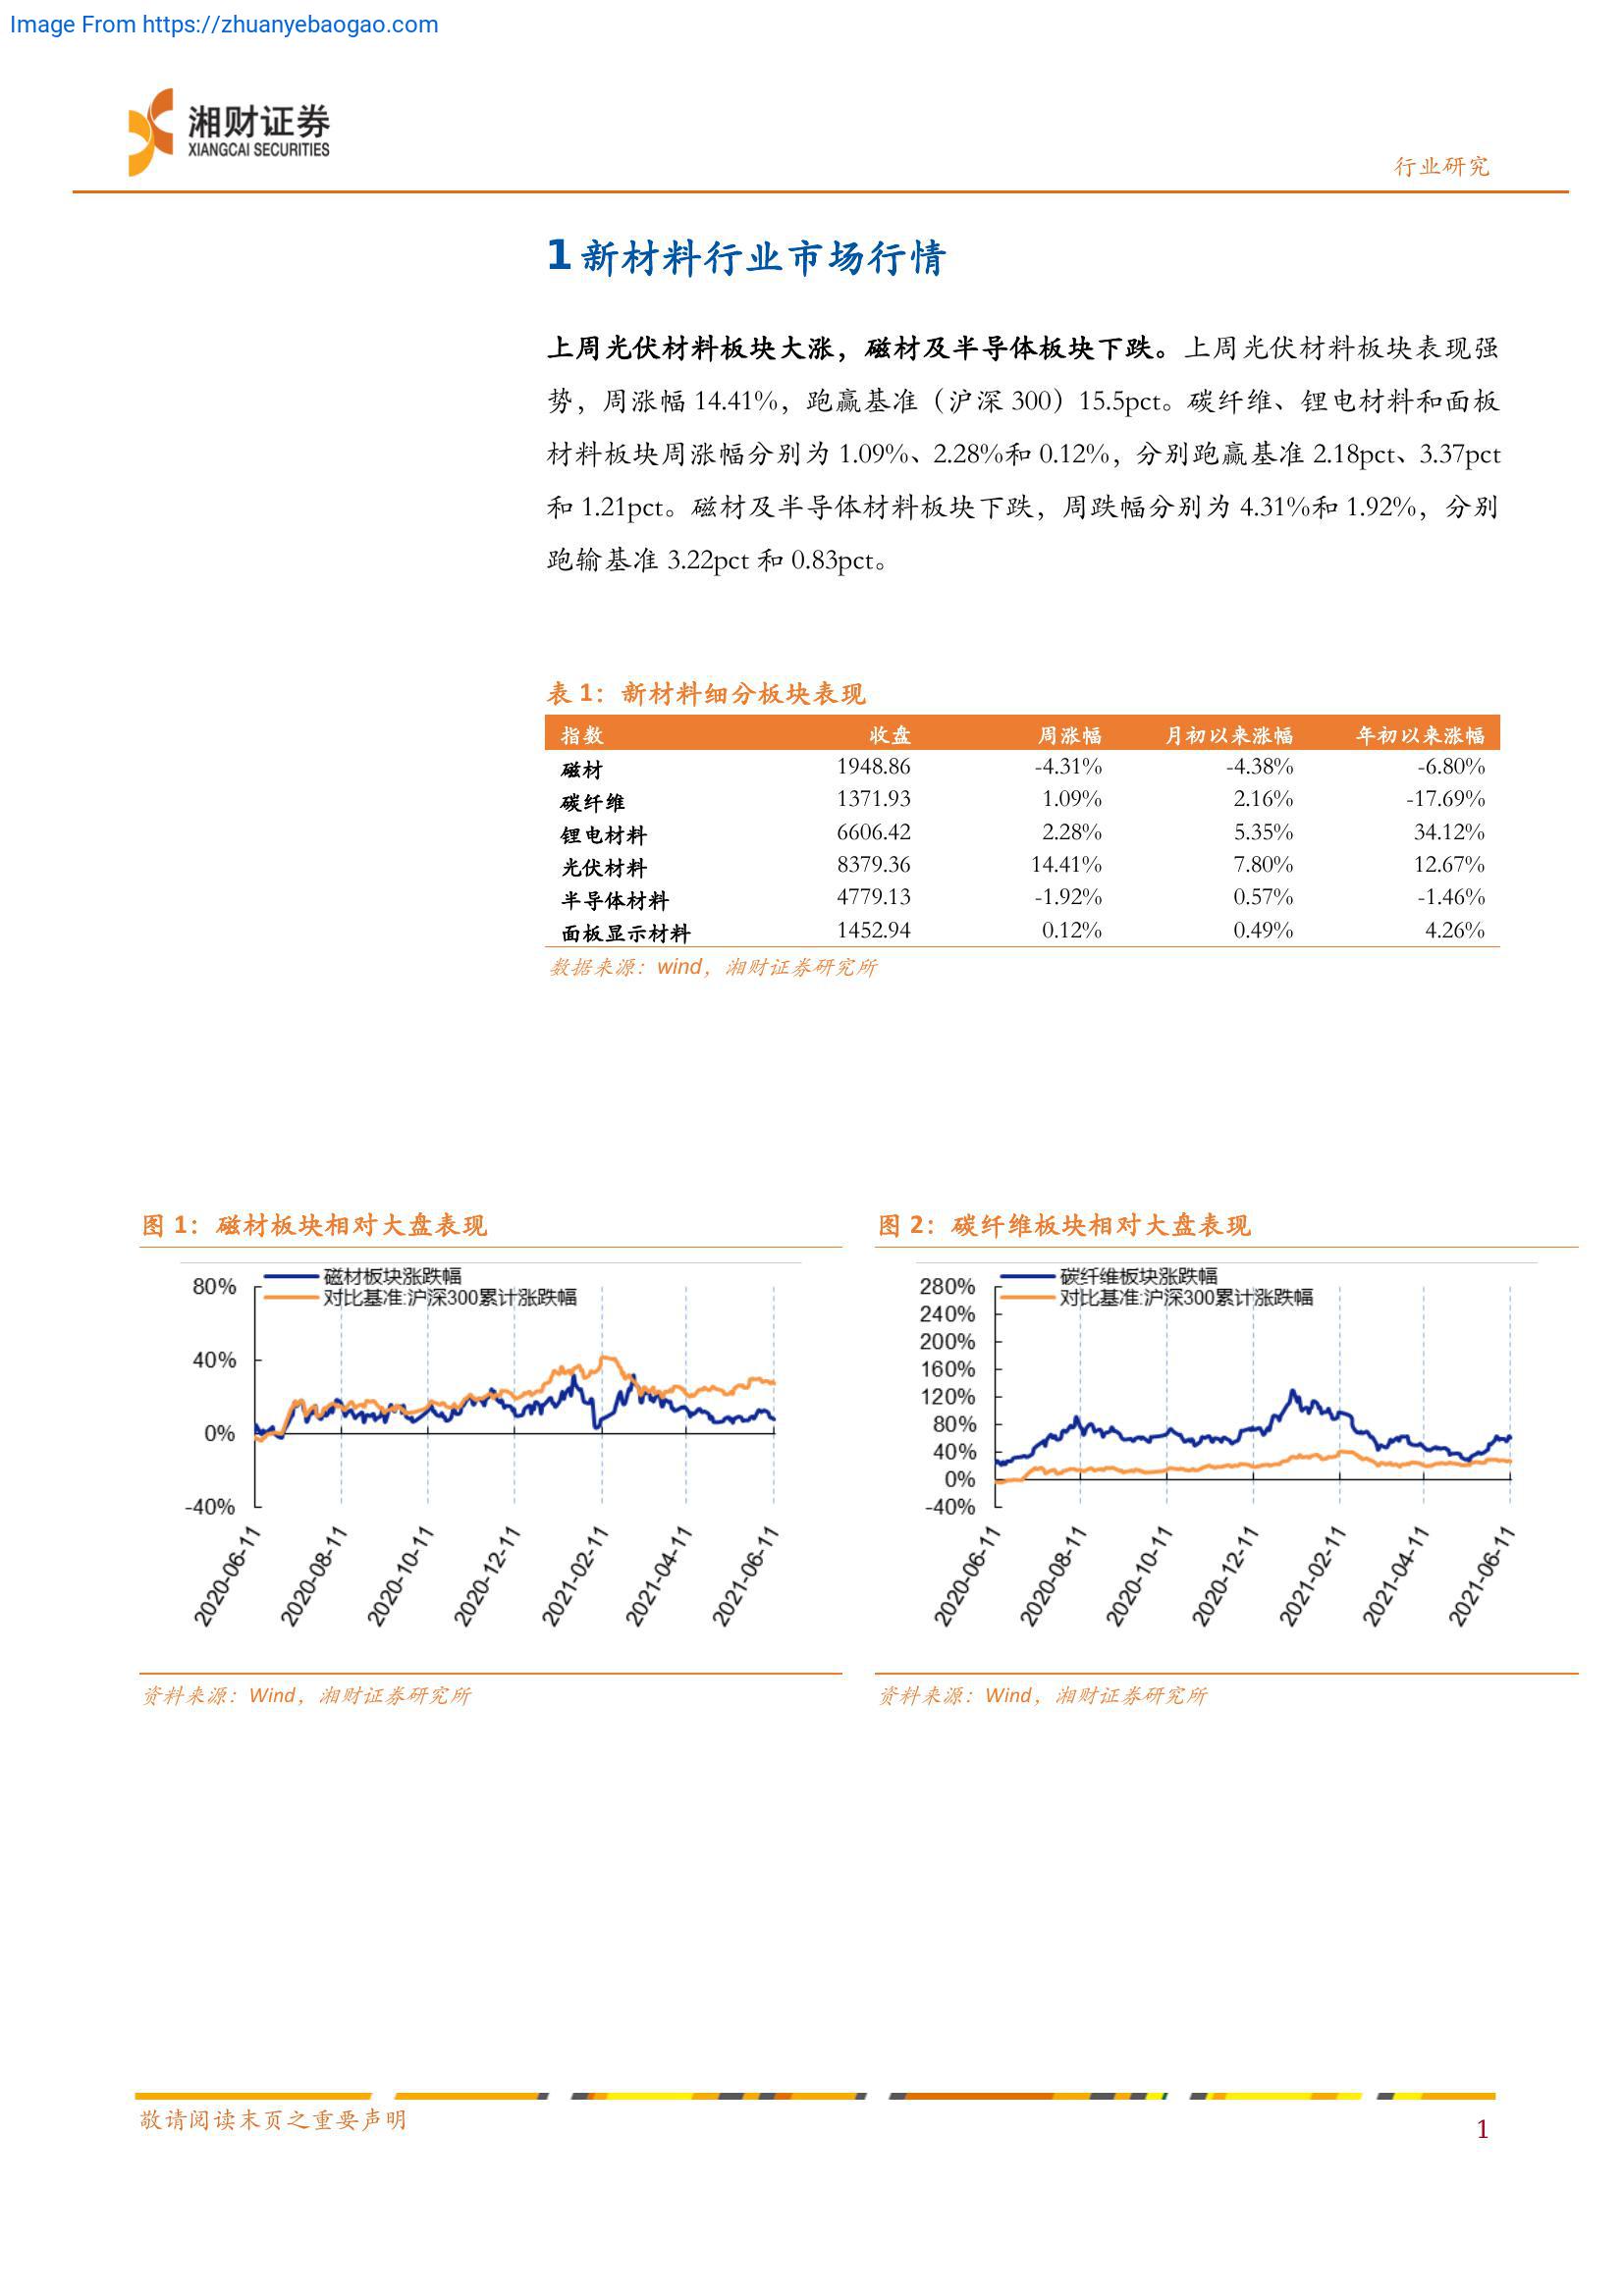 Image From https://zhuanyebaogao.com
湘财证券
XIANGCAI SECURITIES
行业研究
1 新材料行业市场行情
上周光伏材料板块大涨，磁材及半导体板块下跌。上周光伏材料板块表现强
势，周涨幅 14.41%，跑赢基准（沪深 300）15.5pct。碳纤维、锂电材料和面板
材料板块周涨幅分别为 1.09%、2.28%和 0.12%，分别跑赢基准 2.18pct、3.37pct
和 1.21pct。磁材及半导体材料板块下跌，周跌幅分别为 4.31%和 1.92%，分别
跑输基准 3.22pct 和 0.83pct。
表 1：新材料细分板块表现
指数 收盘 周涨幅 月初以来涨幅 年初以来涨幅
磁材 1948.86 -4.31% -4.38% -6.80%
碳纤维 1371.93 1.09% 2.16% -17.69%
锂电材料 6606.42 2.28% 5.35% 34.12%
光伏材料 8379.36 14.41% 7.80% 12.67%
半导体材料 4779.13 -1.92% 0.57% -1.46%
面板显示材料 1452.94 0.12% 0.49% 4.26%
数据来源：wind，湘财证券研究所
图 1：磁材板块相对大盘表现
磁材板块涨跌幅
对比基准:沪深300累计涨跌幅
80%
40%
0%
-40%
2020-06-11 2020-08-11 2020-10-11 2020-12-11 2021-02-11 2021-04-11 2021-06-11
资料来源：Wind，湘财证券研究所
图 2：碳纤维板块相对大盘表现
碳纤维板块涨跌幅
对比基准:沪深300累计涨跌幅
280%
240%
200%
160%
120%
80%
40%
0%
-40%
2020-06-11 2020-08-11 2020-10-11 2020-12-11 2021-02-11 2021-04-11 2021-06-11
资料来源：Wind，湘财证券研究所
敬请阅读末页之重要声明
1